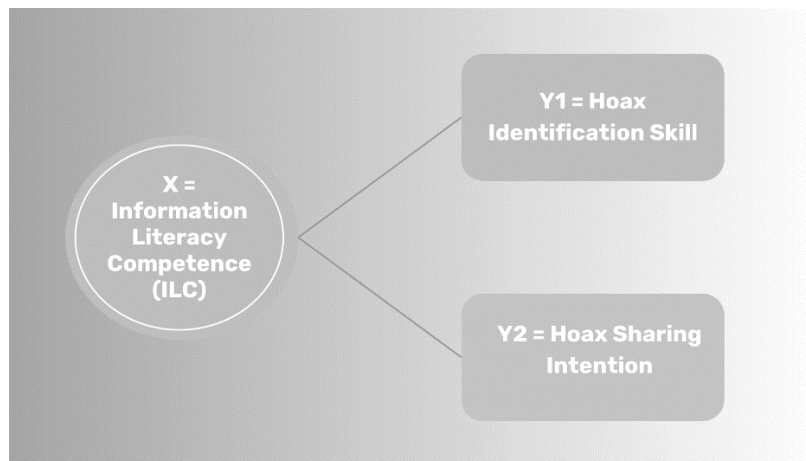 X =
Information
Literacy
Competence
(ILC)
Y1 = Hoax
Identification Skill
Y2 = Hoax Sharing
Intention